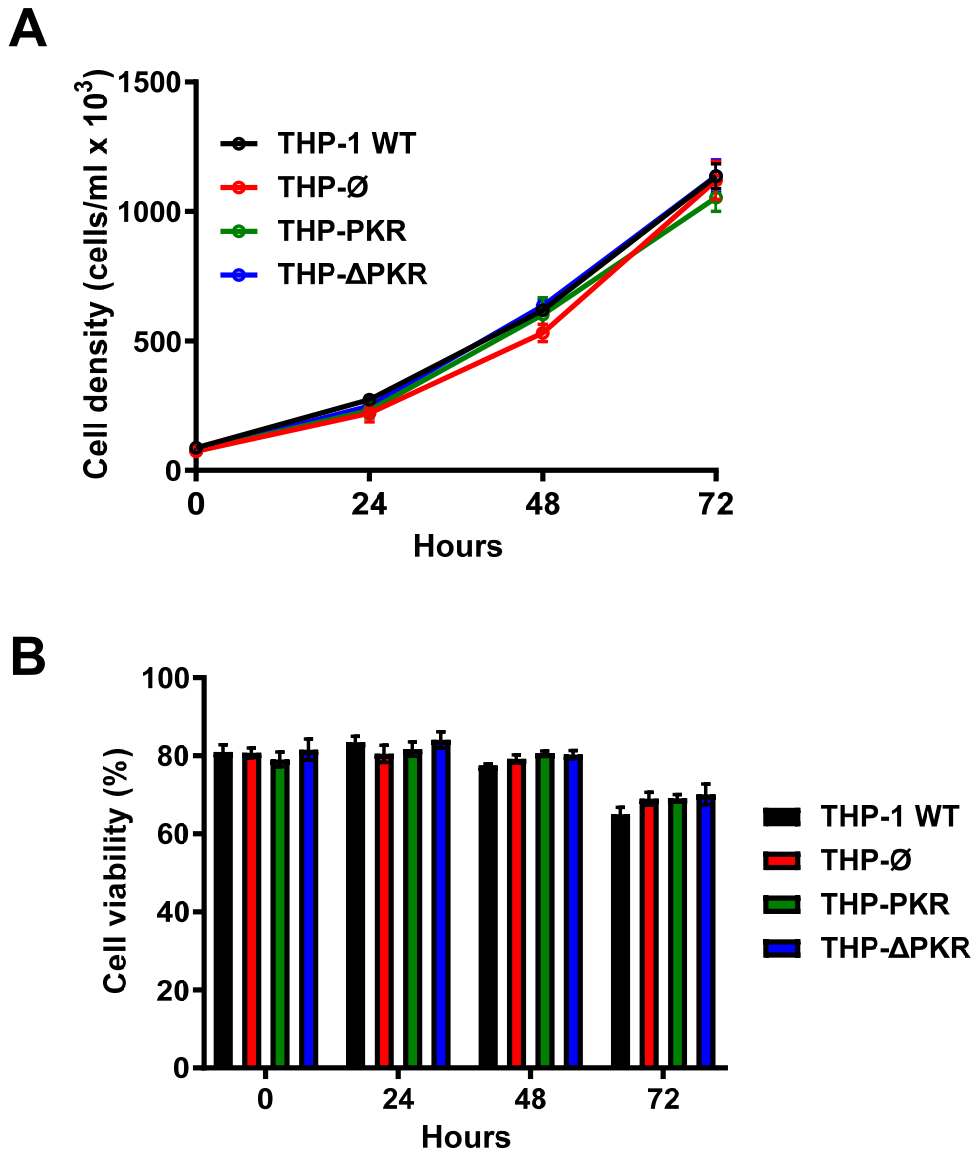 A
Cell density (cells/ml x 10³)
1500
1000
500
0
THP-1 WT
THP-Ø
THP-PKR
THP-ΔPKR
0 24 48 72
Hours
B
Cell viability (%)
100
80
60
40
20
0
THP-1 WT
THP-Ø
THP-PKR
THP-ΔPKR
0 24 48 72
Hours